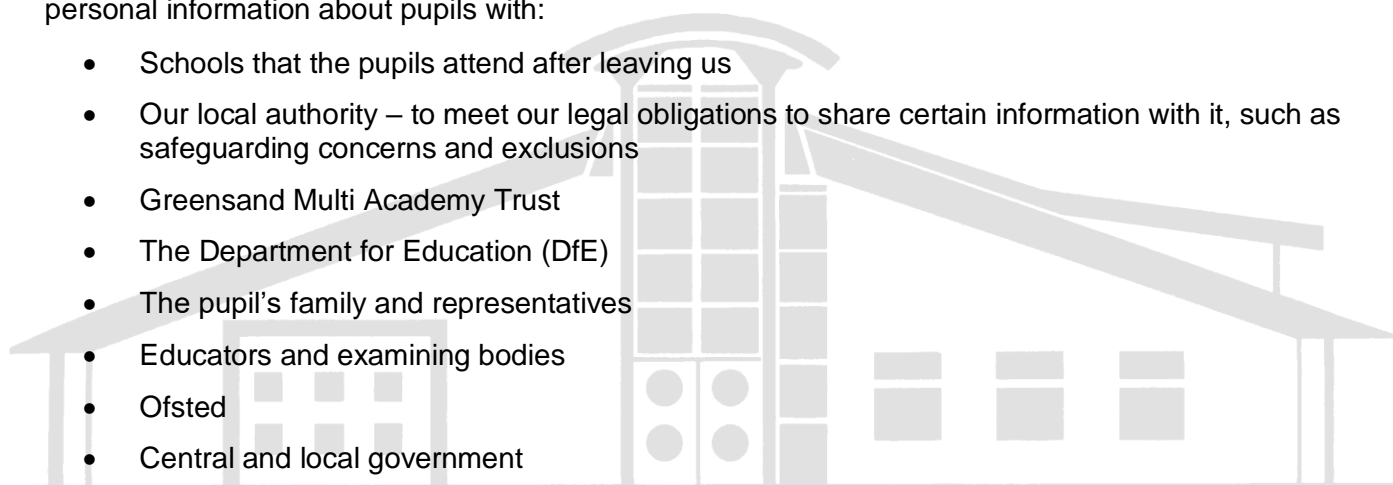 personal information about pupils with:
• Schools that the pupils attend after leaving us
• Our local authority – to meet our legal obligations to share certain information with it, such as
safeguarding concerns and exclusions
• Greensand Multi Academy Trust
• The Department for Education (DfE)
• The pupil’s family and representatives
• Educators and examining bodies
• Ofsted
• Central and local government